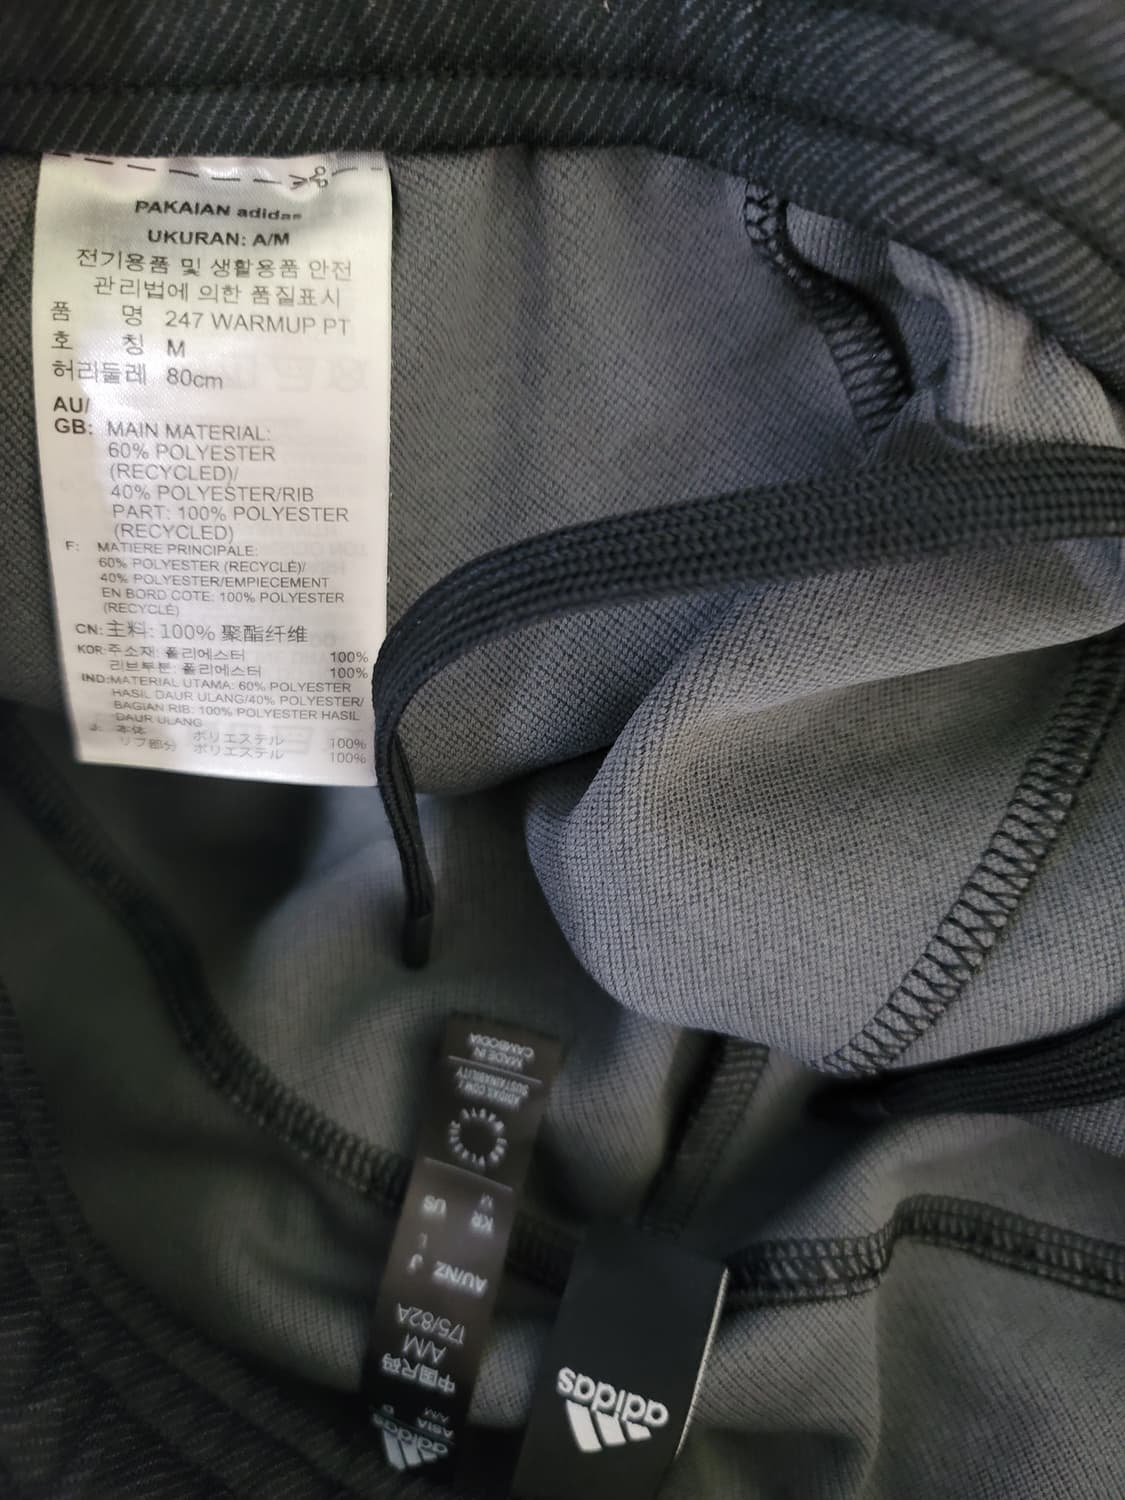 PAKAIAN adidas
UKURAN: A/M
전기용품 및 생활용품 안전
관리법에 의한 품질표시
품 명 247 WARMUP PT
호 칭 M
허리둘레 80cm
AU/
GB: MAIN MATERIAL:
60% POLYESTER
(RECYCLED)/
40% POLYESTER/RIB
PART: 100% POLYESTER
(RECYCLED)
F: MATIERE PRINCIPALE:
60% POLYESTER (RECYCLÉ)/
40% POLYESTER/EMPIECEMENT
EN BORD COTE: 100% POLYESTER
(RECYCLÉ)
CN: 主料: 100% 聚酯纤维
KOR: 주소재: 폴리에스터 100%
리브부분: 폴리에스터 100%
IND: MATERIAL UTAMA: 60% POLYESTER
HASIL DAUR ULANG/40% POLYESTER/
BAGIAN RIB: 100% POLYESTER HASIL
DAUR ULANG
J: 本体 ポリエステル 100%
リブ部分 ポリエステル 100%
adidas
ASIA
A/M
中国尺码
A/M
175/82A
AU/NZ J
KR US
M
MADE IN
CAMBODIA
adidas